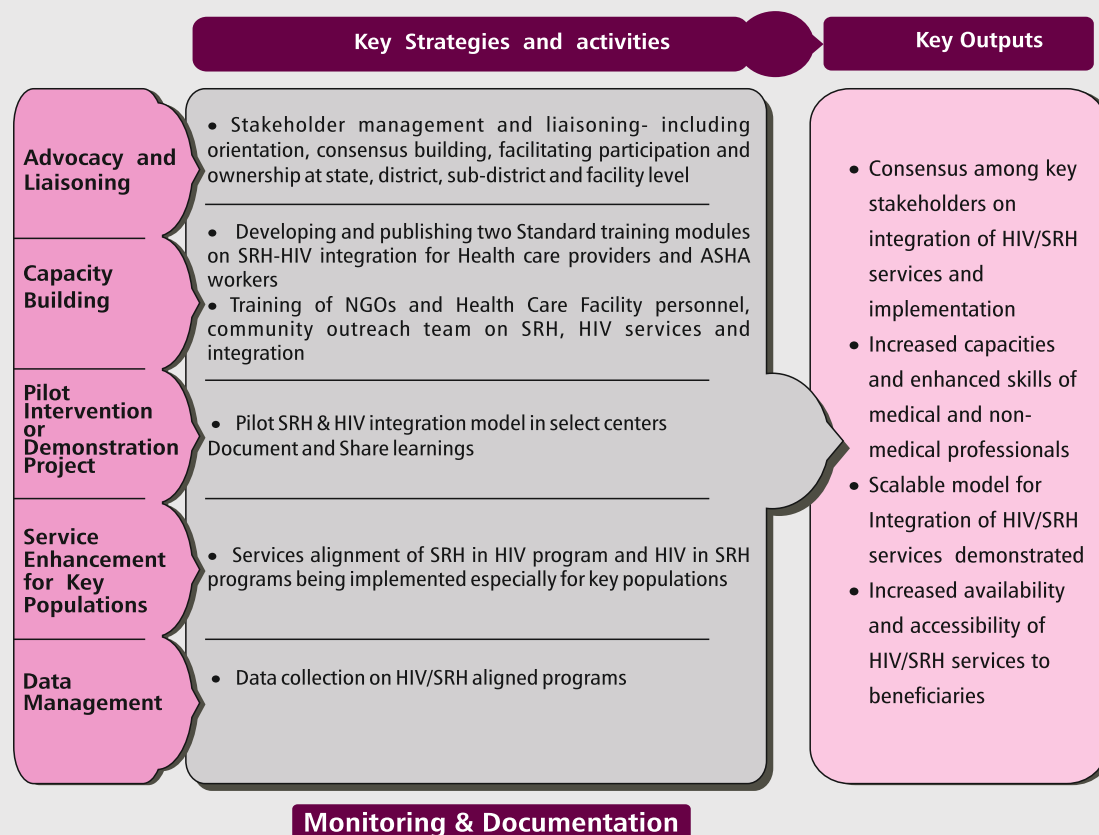 Key Strategies and activities
Key Outputs
Advocacy and
Liaisoning
• Stakeholder management and liaisoning- including
orientation, consensus building, facilitating participation and
ownership at state, district, sub-district and facility level
Capacity
Building
• Developing and publishing two Standard training modules
on SRH-HIV integration for Health care providers and ASHA
workers
• Training of NGOs and Health Care Facility personnel,
community outreach team on SRH, HIV services and
integration
Pilot
Intervention
or
Demonstration
Project
• Pilot SRH & HIV integration model in select centers
Document and Share learnings
Service
Enhancement
for Key
Populations
• Services alignment of SRH in HIV program and HIV in SRH
programs being implemented especially for key populations
Data
Management
• Data collection on HIV/SRH aligned programs
• Consensus among key
stakeholders on
integration of HIV/SRH
services and
implementation
• Increased capacities
and enhanced skills of
medical and non-
medical professionals
• Scalable model for
Integration of HIV/SRH
services demonstrated
• Increased availability
and accessibility of
HIV/SRH services to
beneficiaries
Monitoring & Documentation